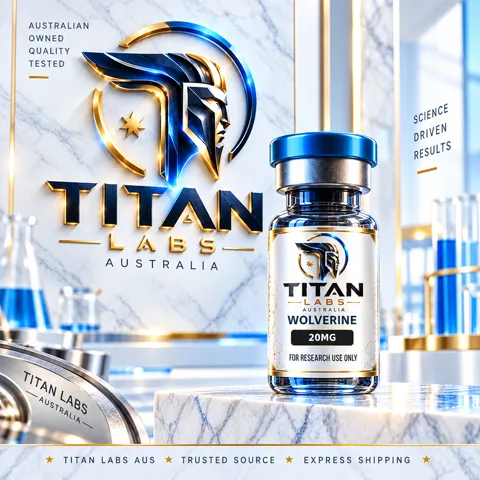 AUSTRALIAN
OWNED
QUALITY
TESTED
TITAN
LABS
AUSTRALIA
SCIENCE
DRIVEN
RESULTS
TITAN
LABS
AUSTRALIA
WOLVERINE
20MG
FOR RESEARCH USE ONLY
TITAN LABS
AUSTRALIA
★ TITAN LABS AUS ★ TRUSTED SOURCE ★ EXPRESS SHIPPING ★